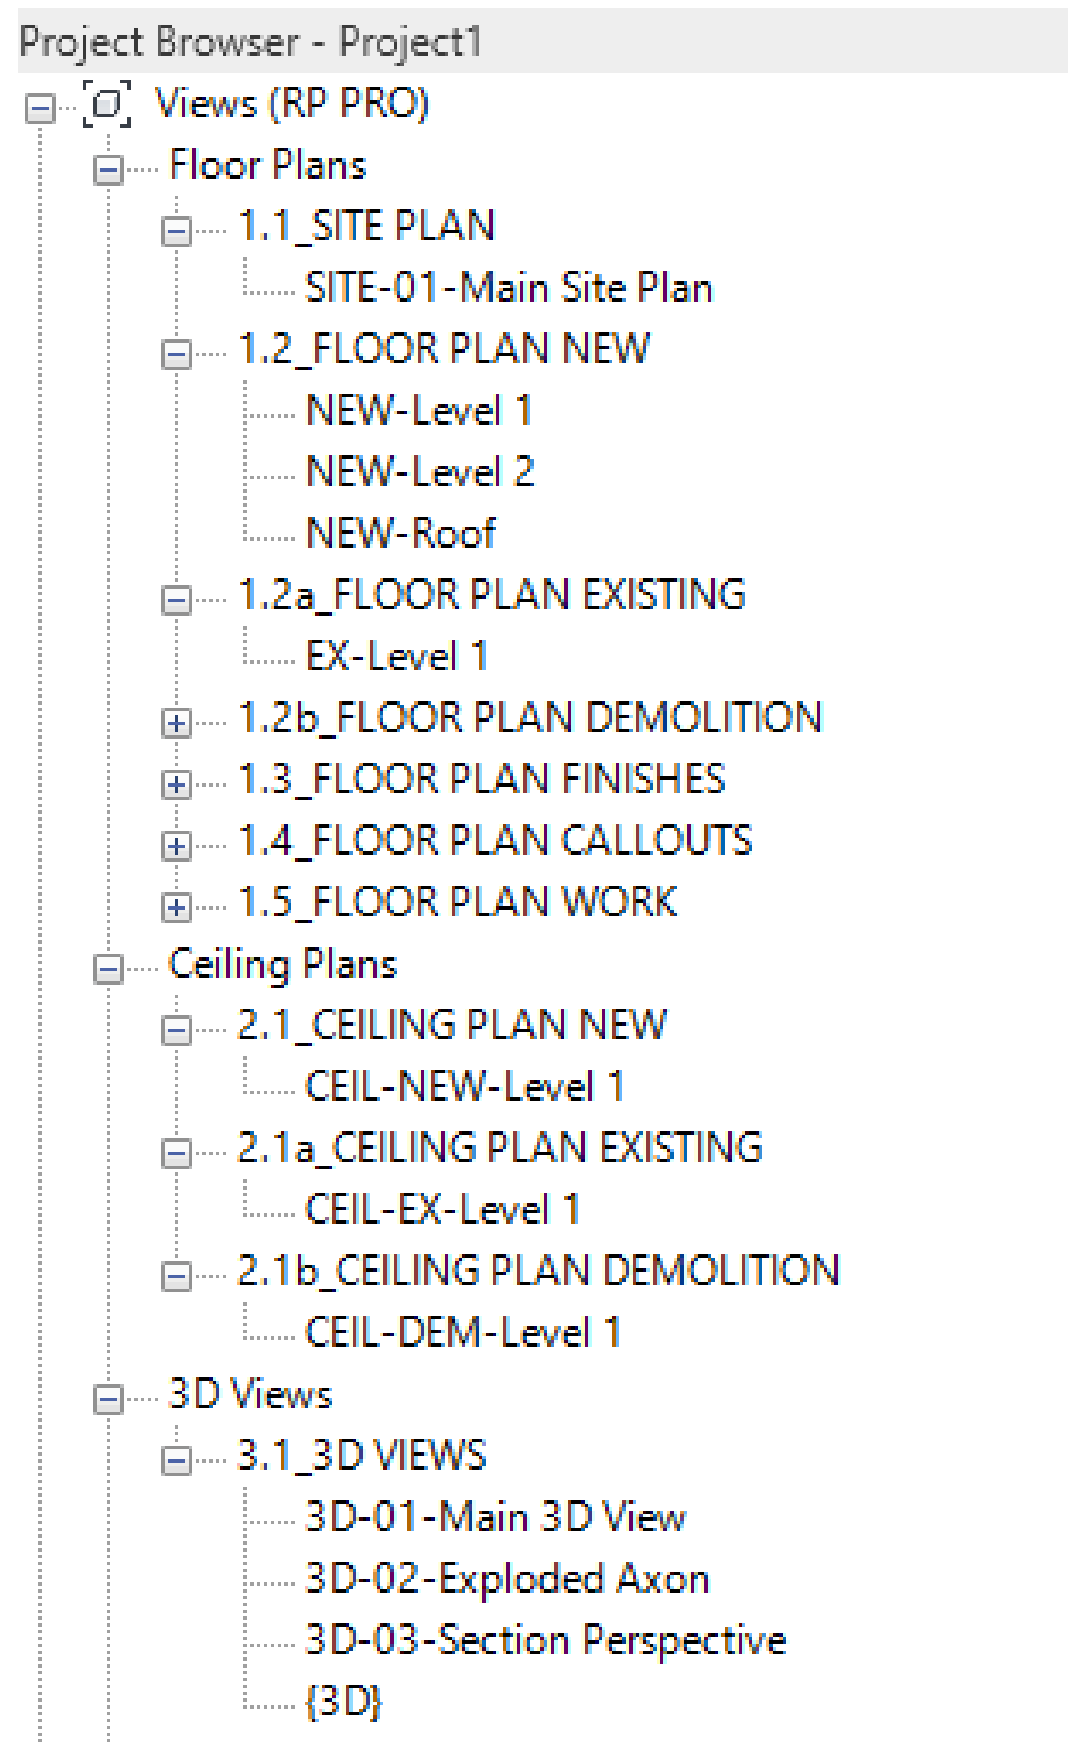 Project Browser - Project1
Views (RP PRO)
Floor Plans
1.1_SITE PLAN
SITE-01-Main Site Plan
1.2_FLOOR PLAN NEW
NEW-Level 1
NEW-Level 2
NEW-Roof
1.2a_FLOOR PLAN EXISTING
EX-Level 1
1.2b_FLOOR PLAN DEMOLITION
1.3_FLOOR PLAN FINISHES
1.4_FLOOR PLAN CALLOUTS
1.5_FLOOR PLAN WORK
Ceiling Plans
2.1_CEILING PLAN NEW
CEIL-NEW-Level 1
2.1a_CEILING PLAN EXISTING
CEIL-EX-Level 1
2.1b_CEILING PLAN DEMOLITION
CEIL-DEM-Level 1
3D Views
3.1_3D VIEWS
3D-01-Main 3D View
3D-02-Exploded Axon
3D-03-Section Perspective
{3D}